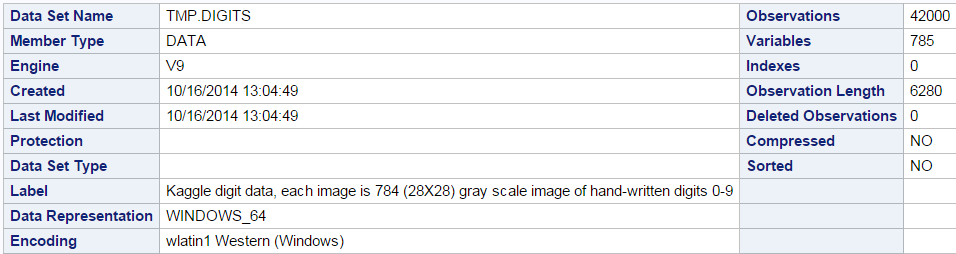 Data Set Name TMP.DIGITS Observations 42000
Member Type DATA Variables 785
Engine V9 Indexes 0
Created 10/16/2014 13:04:49 Observation Length 6280
Last Modified 10/16/2014 13:04:49 Deleted Observations 0
Protection Compressed NO
Data Set Type Sorted NO
Label Kaggle digit data, each image is 784 (28X28) gray scale image of hand-written digits 0-9
Data Representation WINDOWS_64
Encoding wlatin1 Western (Windows)